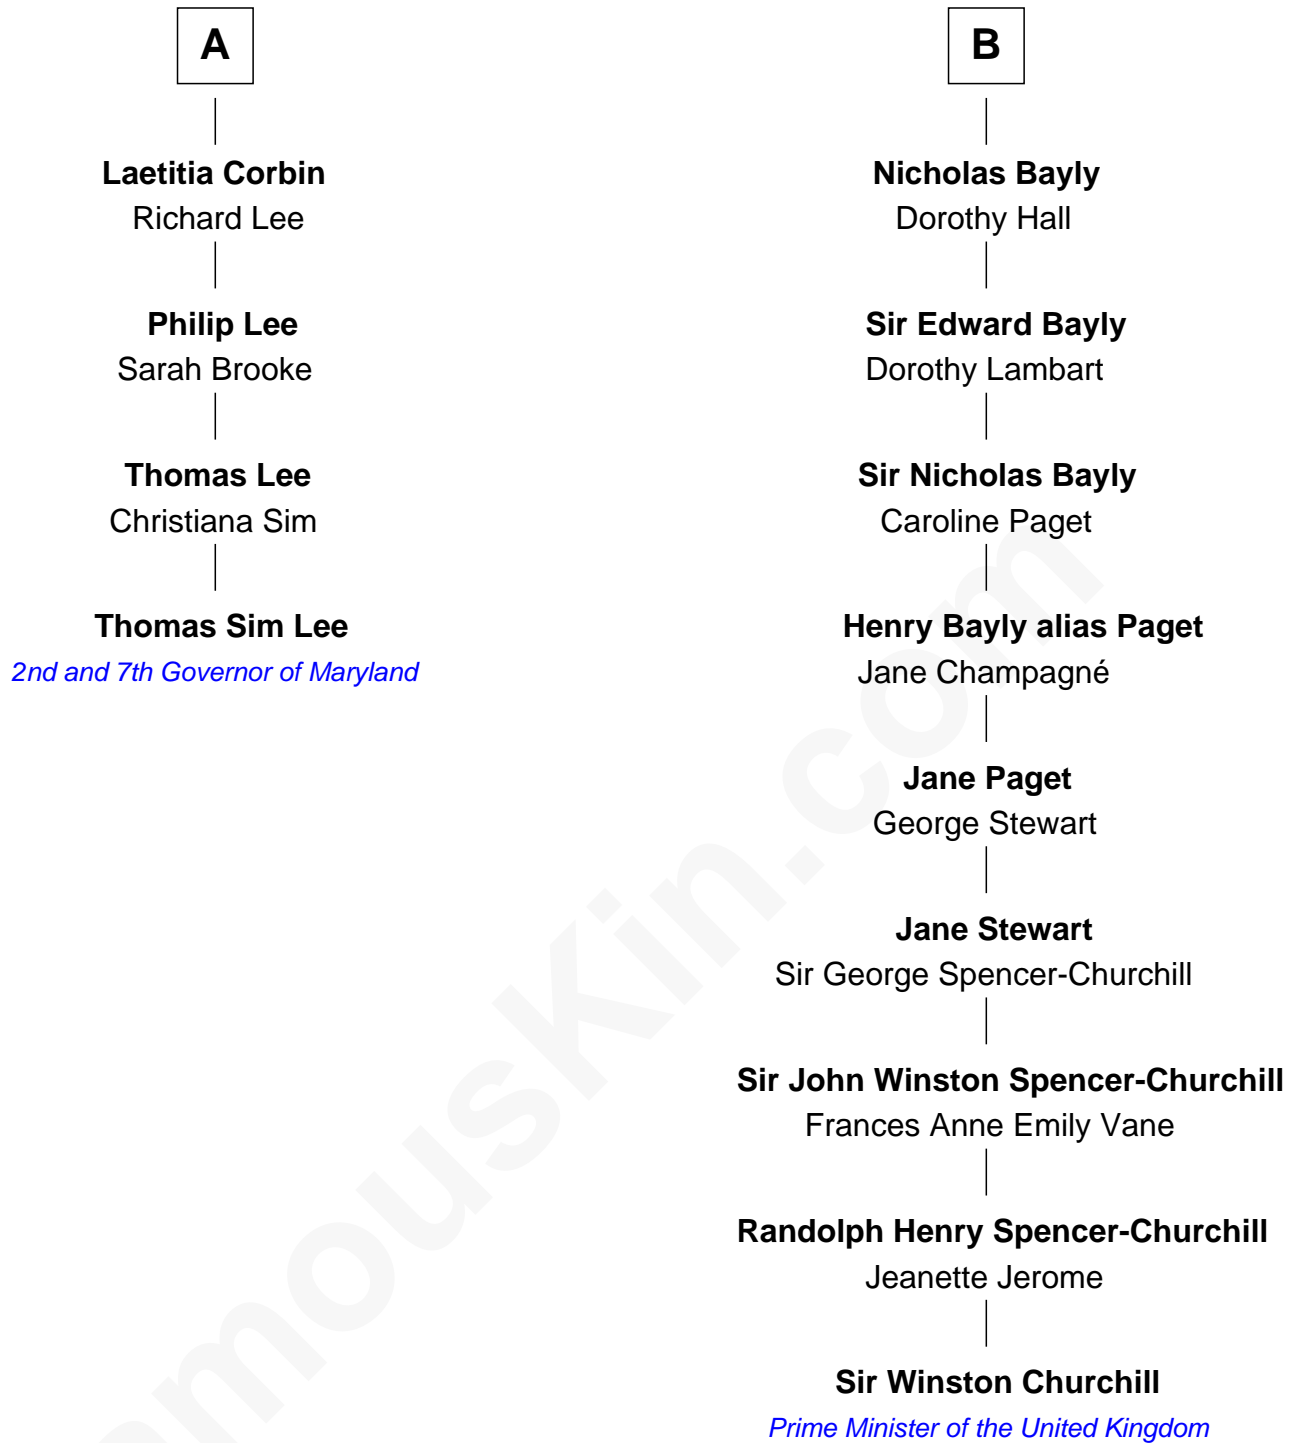 A
Laetitia Corbin
Richard Lee
Philip Lee
Sarah Brooke
Thomas Lee
Christiana Sim
Thomas Sim Lee
2nd and 7th Governor of Maryland
B
Nicholas Bayly
Dorothy Hall
Sir Edward Bayly
Dorothy Lambart
Sir Nicholas Bayly
Caroline Paget
Henry Bayly alias Paget
Jane Champagné
Jane Paget
George Stewart
Jane Stewart
Sir George Spencer-Churchill
Sir John Winston Spencer-Churchill
Frances Anne Emily Vane
Randolph Henry Spencer-Churchill
Jeanette Jerome
Sir Winston Churchill
Prime Minister of the United Kingdom
amousKin.com